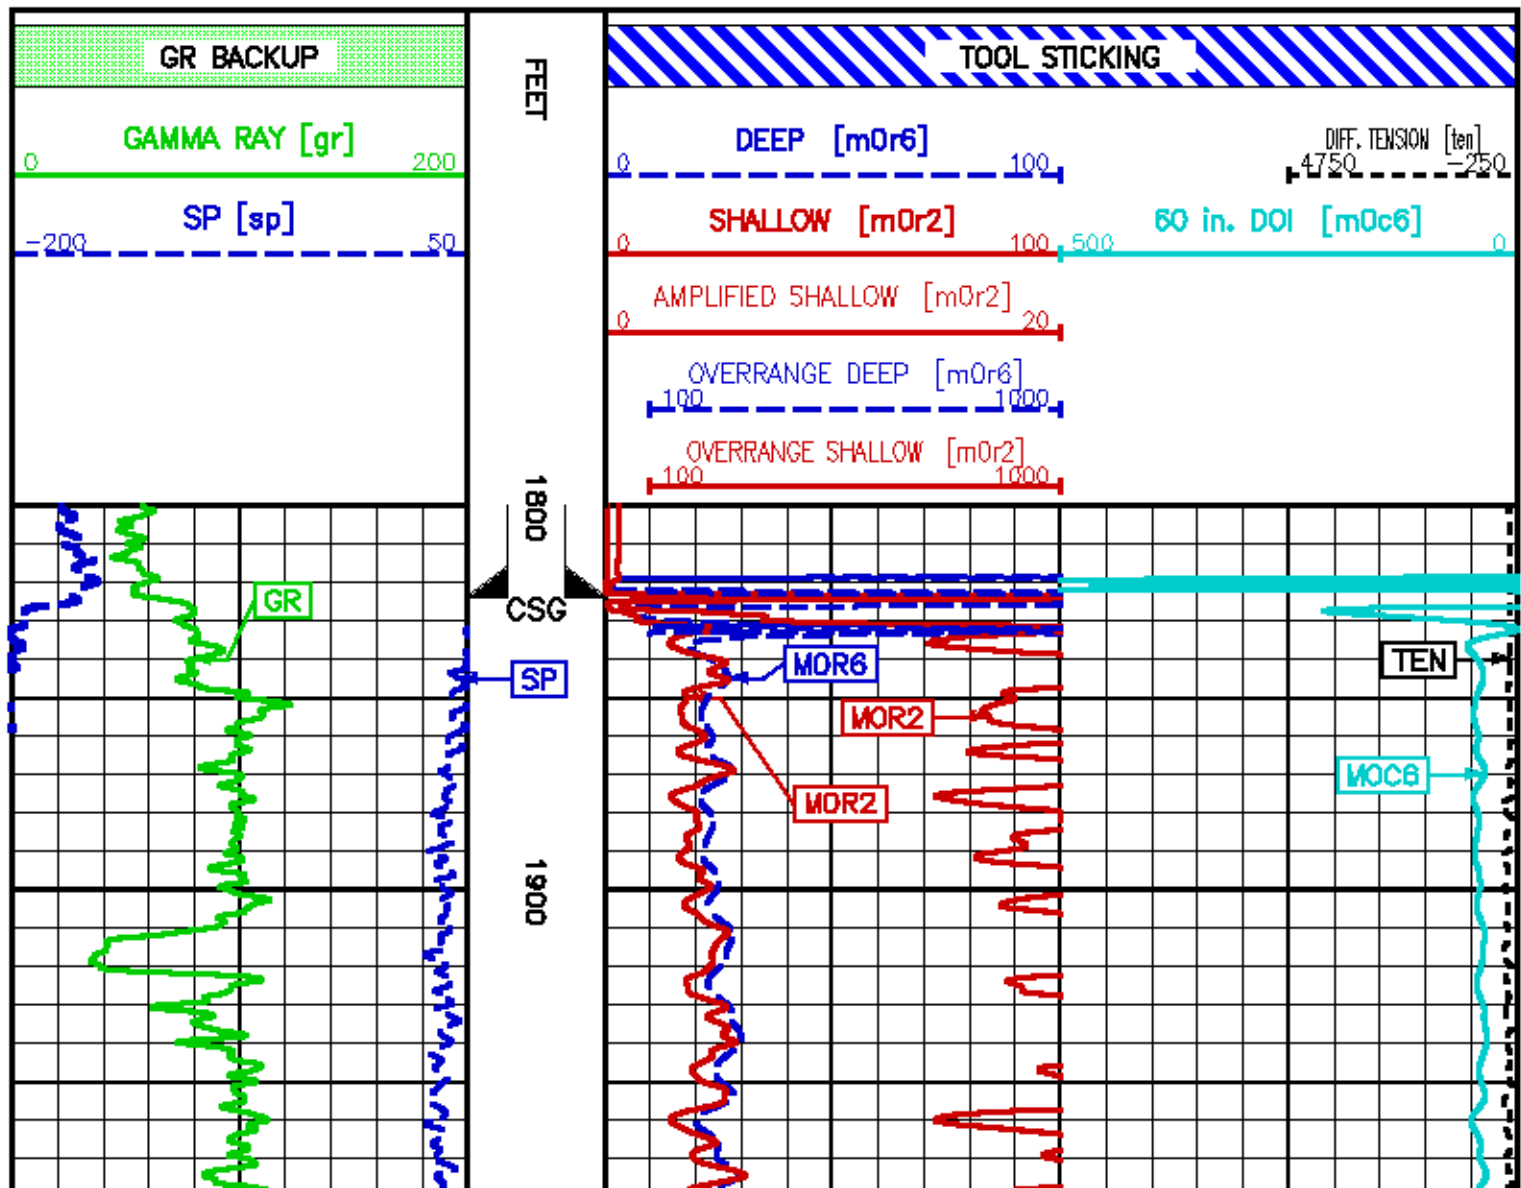 GR BACKUP
TOOL STICKING
FEET
GAMMA RAY [gr]
0 200
SP [sp]
-200 50
DEEP [m0r6]
0 100
DIFF. TENSION [ten]
4750 -250
SHALLOW [m0r2]
0 100
60 in. DOI [m0c6]
500 0
AMPLIFIED SHALLOW [m0r2]
0 20
OVERRANGE DEEP [m0r6]
100 1000
OVERRANGE SHALLOW [m0r2]
100 1000
1800
CSG
GR
SP
MOR6
TEN
MOR2
MOC6
MOR2
1900